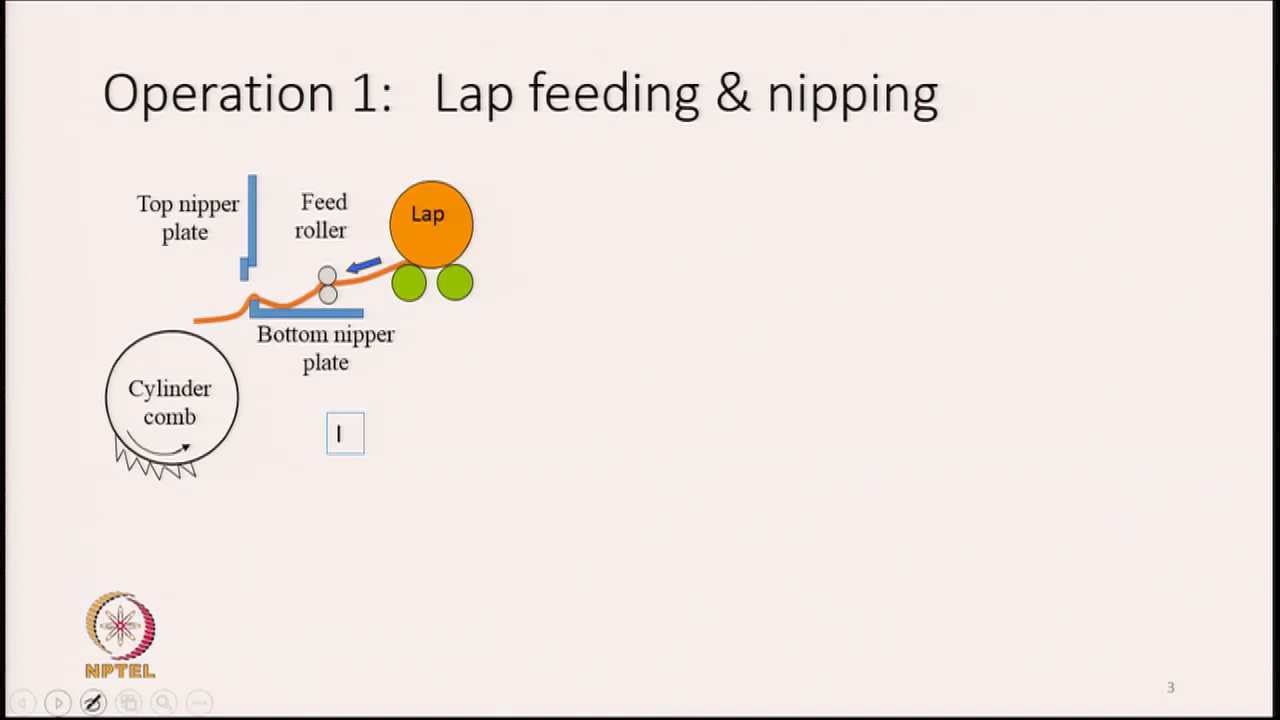 Operation 1: Lap feeding & nipping
Top nipper
plate
Feed
roller
Lap
Bottom nipper
plate
Cylinder
comb
I
NPTEL
3